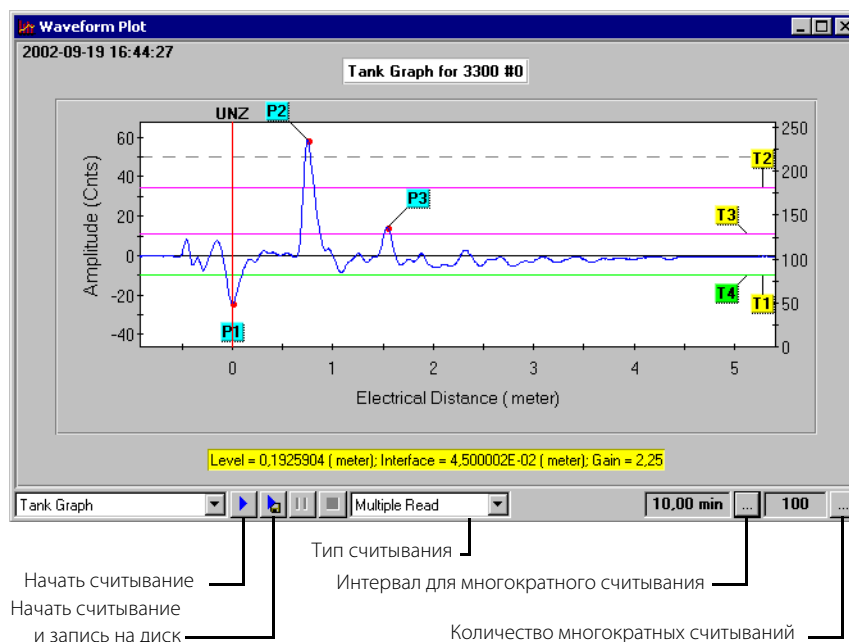 Waveform Plot
2002-09-19 16:44:27
Tank Graph for 3300 #0
UNZ
P2
P3
P1
T2
T3
T4
T1
Amplitude (Cnts)
60
40
20
0
-20
-40
250
200
150
100
50
0
0 1 2 3 4 5
Electrical Distance ( meter)
Level = 0,1925904 ( meter); Interface = 4,500002E-02 ( meter); Gain = 2,25
Tank Graph Multiple Read 10,00 min ... 100 ...
Тип считывания
Начать считывание
Интервал для многократного считывания
Начать считывание
и запись на диск
Количество многократных считываний